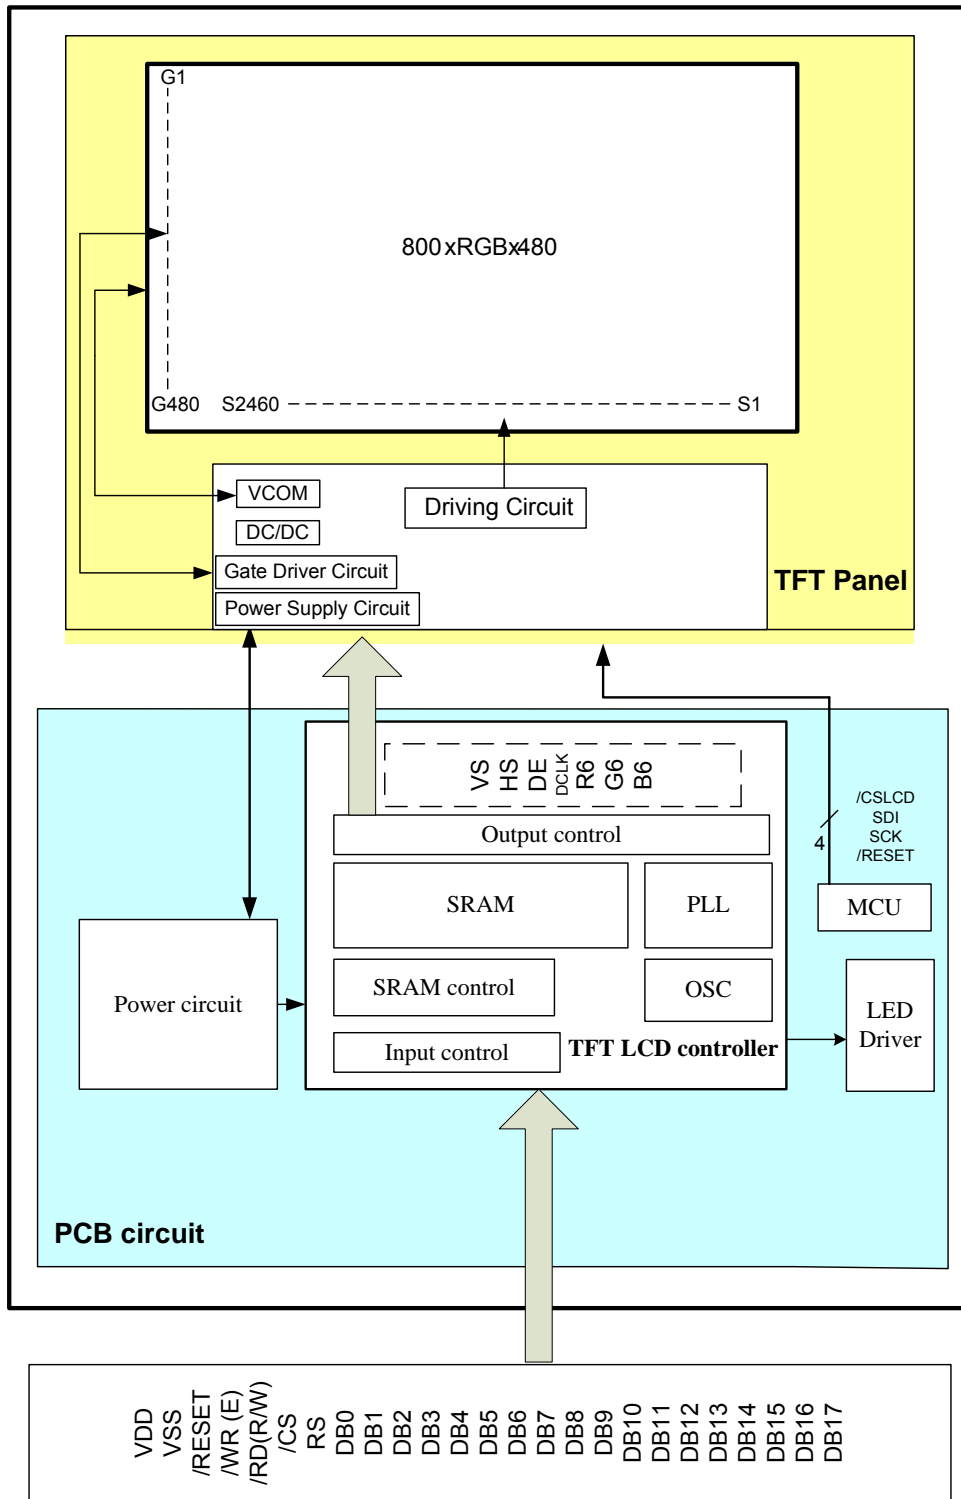 G1
800xRGBx480
G480
S2460
S1
VCOM
Driving Circuit
DC/DC
Gate Driver Circuit
Power Supply Circuit
TFT Panel
VS
HS
DE
DCLK
R6
G6
B6
/CSLCD
SDI
SCK
/RESET
4
Output control
SRAM
PLL
MCU
Power circuit
SRAM control
OSC
LED
Driver
Input control
TFT LCD controller
PCB circuit
VDD
VSS
/RESET
/WR (E)
/RD(R/W)
/CS
RS
DB0
DB1
DB2
DB3
DB4
DB5
DB6
DB7
DB8
DB9
DB10
DB11
DB12
DB13
DB14
DB15
DB16
DB17